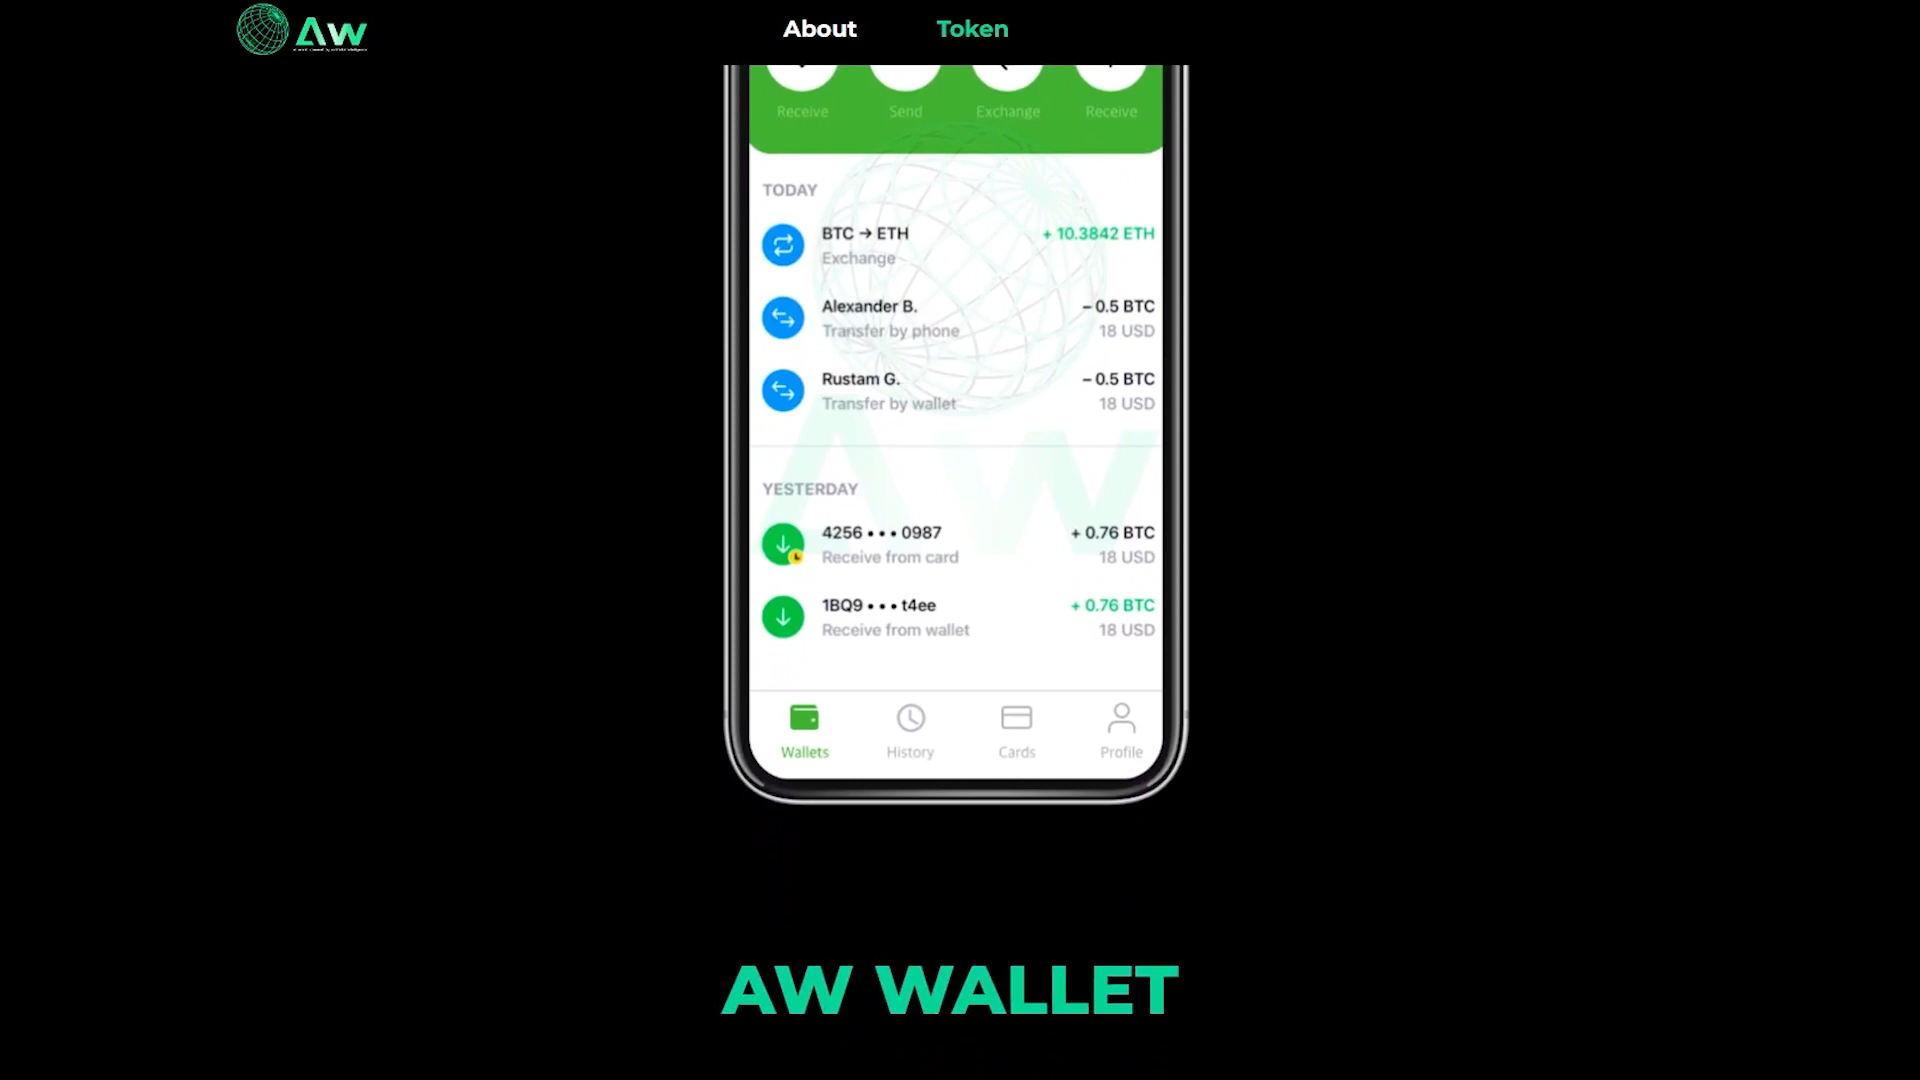 Aw
About
Token
Receive
Send
Exchange
Receive
TODAY
BTC → ETH
+ 10.3842 ETH
Exchange
Alexander B.
– 0.5 BTC
Transfer by phone
18 USD
Rustam G.
– 0.5 BTC
Transfer by wallet
18 USD
Aw
YESTERDAY
4256 • • • 0987
+ 0.76 BTC
Receive from card
18 USD
1BQ9 • • • t4ee
+ 0.76 BTC
Receive from wallet
18 USD
Wallets
History
Cards
Profile
AW WALLET